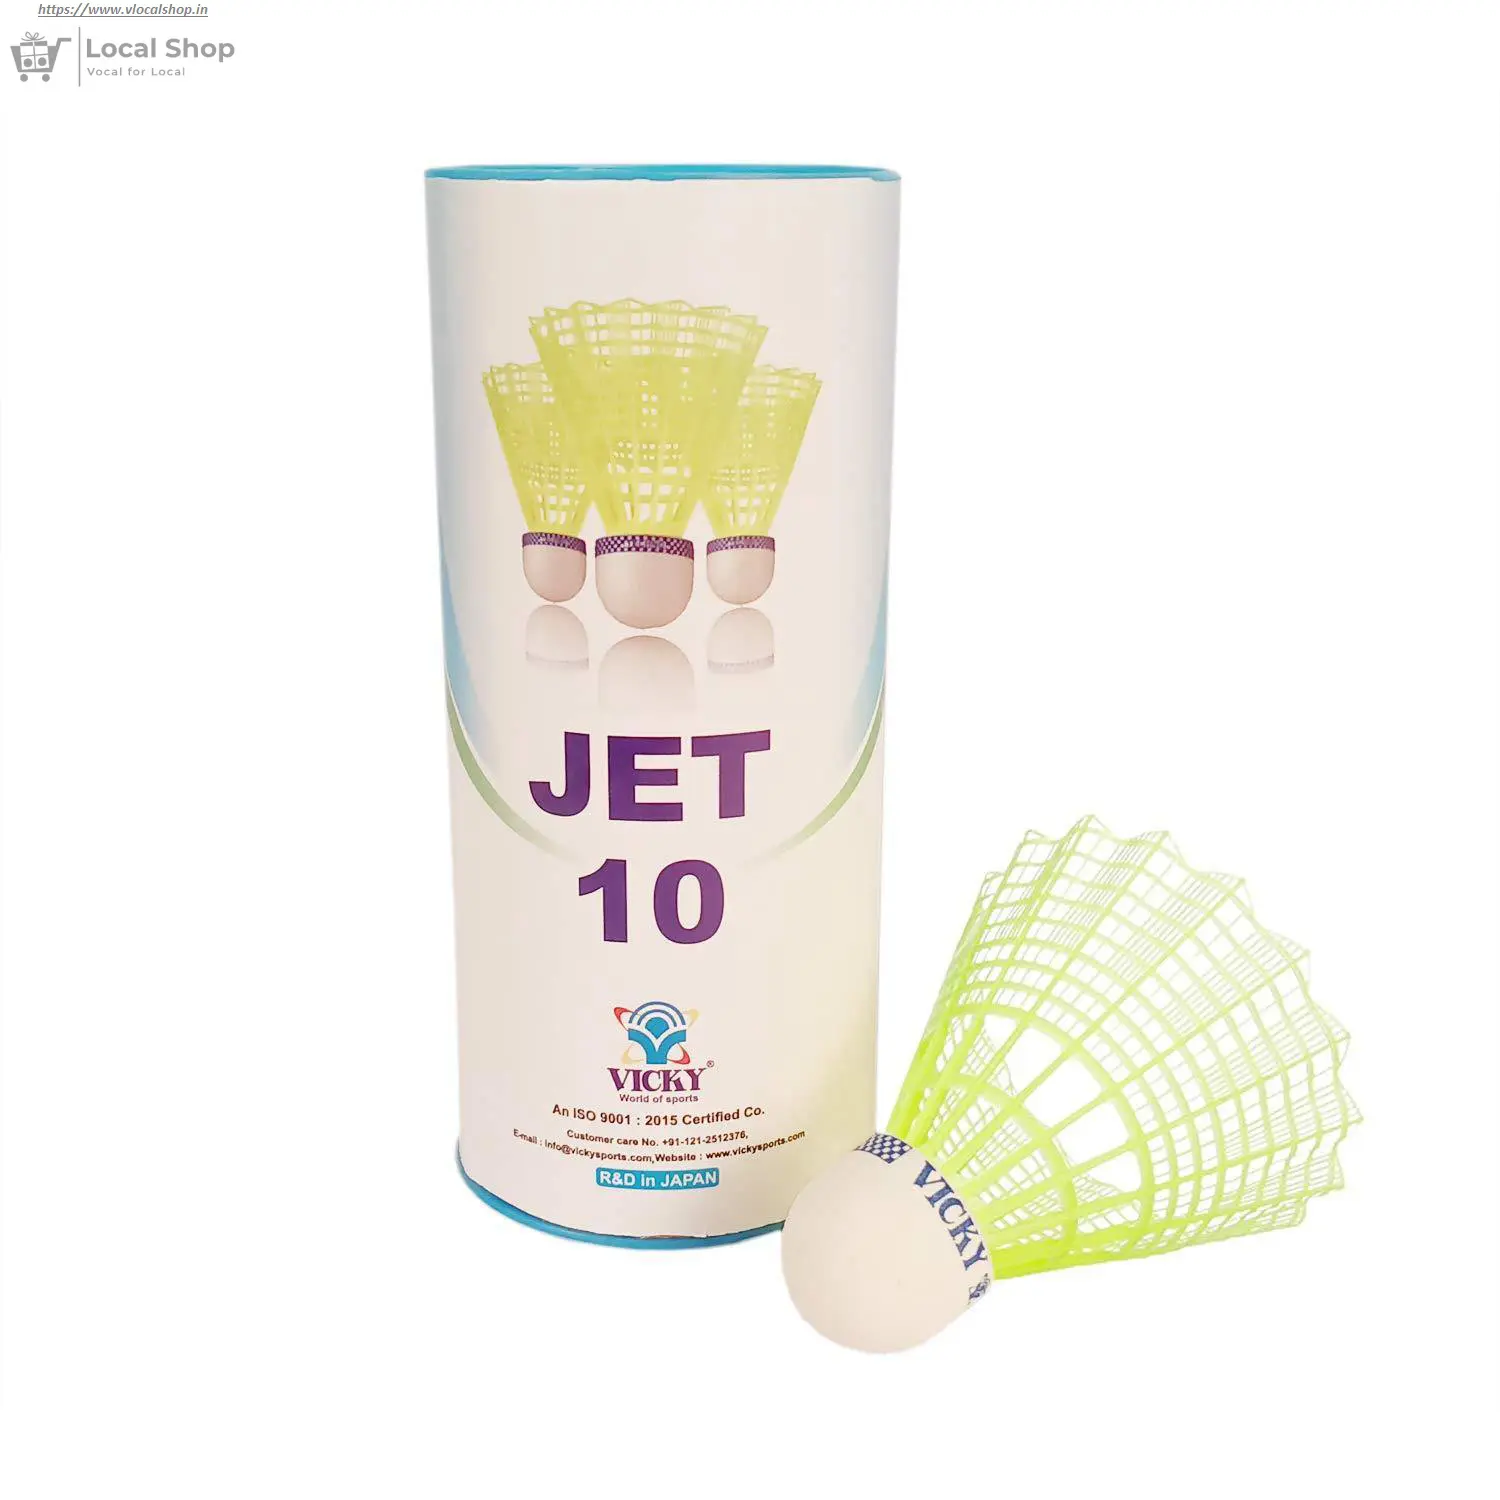 https://www.vlocalshop.in
Local Shop
Vocal for Local
JET
10
VICKY®
World of sports
An ISO 9001 : 2015 Certified Co.
Customer care No. +91-121-2512376,
E-mail : info@vickysports.com,Website : www.vickysports.com
R&D in JAPAN
VICKY